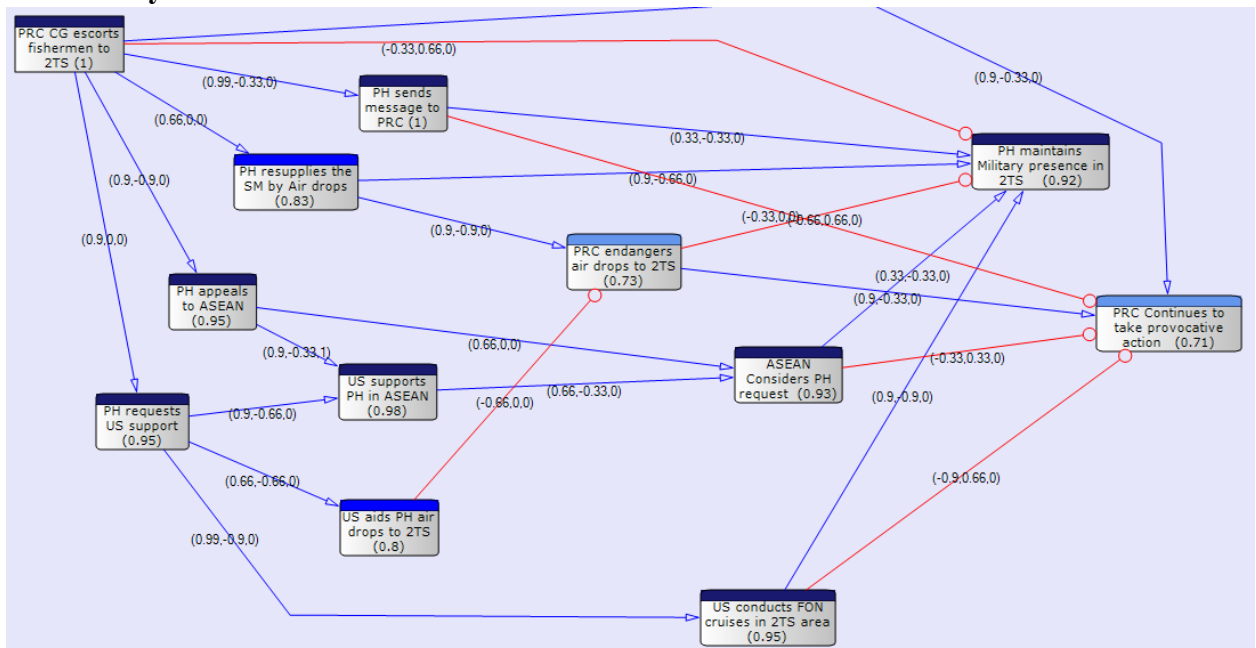 PRC CG escorts
fishermen to
2TS (1)
(-0.33,0.66,0)
(0.9,-0.33,0)
(0.99,-0.33,0)
PH sends
message to
PRC (1)
(0.66,0,0)
(0.33,-0.33,0)
PH maintains
Military presence in
2TS (0.92)
PH resupplies the
SM by Air drops
(0.83)
(0.9,-0.66,0)
(0.9,-0.9,0)
(-0.33,0,0)
(-0.66,0.66,0)
(0.9,-0.9,0)
(0.9,0,0)
PRC endangers
air drops to 2TS
(0.73)
(0.33,-0.33,0)
(0.9,-0.33,0)
PH appeals
to ASEAN
(0.95)
PRC Continues to
take provocative
action (0.71)
(0.9,-0.33,1)
(0.66,0,0)
ASEAN
Considers PH
request (0.93)
(-0.33,0.33,0)
US supports
PH in ASEAN
(0.98)
(0.66,-0.33,0)
(-0.66,0,0)
(0.9,-0.9,0)
PH requests
US support
(0.95)
(0.9,-0.66,0)
(0.66,-0.66,0)
(-0.9,0.66,0)
US aids PH air
drops to 2TS
(0.8)
(0.99,-0.9,0)
US conducts FON
cruises in 2TS area
(0.95)